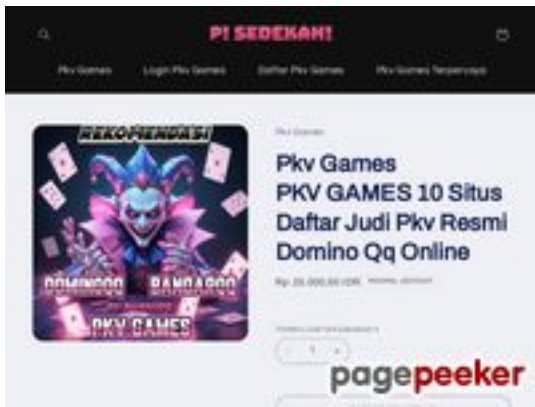 P! SEDEKAH!
Pkv Games Login Pkv Games Daftar Pkv Games Pkv Games Terpercaya
REKOMENDASI
DOMINOQQ BANDARQQ
PKV GAMES
Pkv Games
Pkv Games
PKV GAMES 10 Situs
Daftar Judi Pkv Resmi
Domino Qq Online
1
pagepeeker